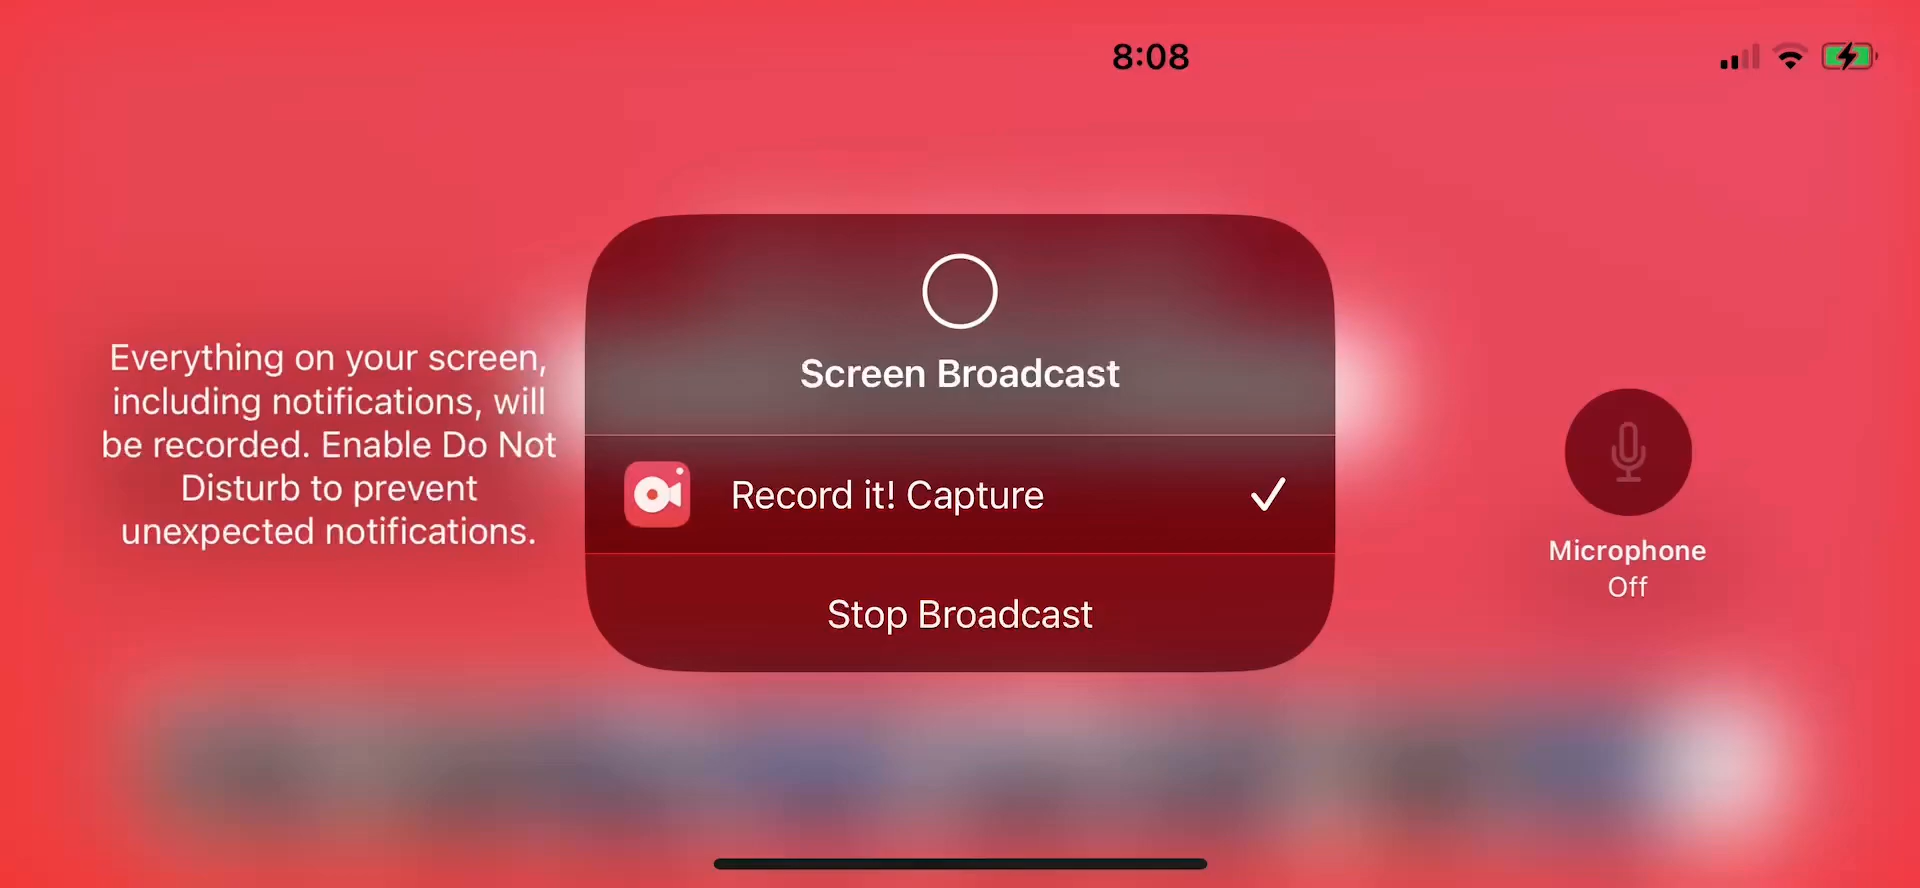 8:08
Everything on your screen,
including notifications, will
be recorded. Enable Do Not
Disturb to prevent
unexpected notifications.
Screen Broadcast
Record it! Capture
Stop Broadcast
Microphone
Off